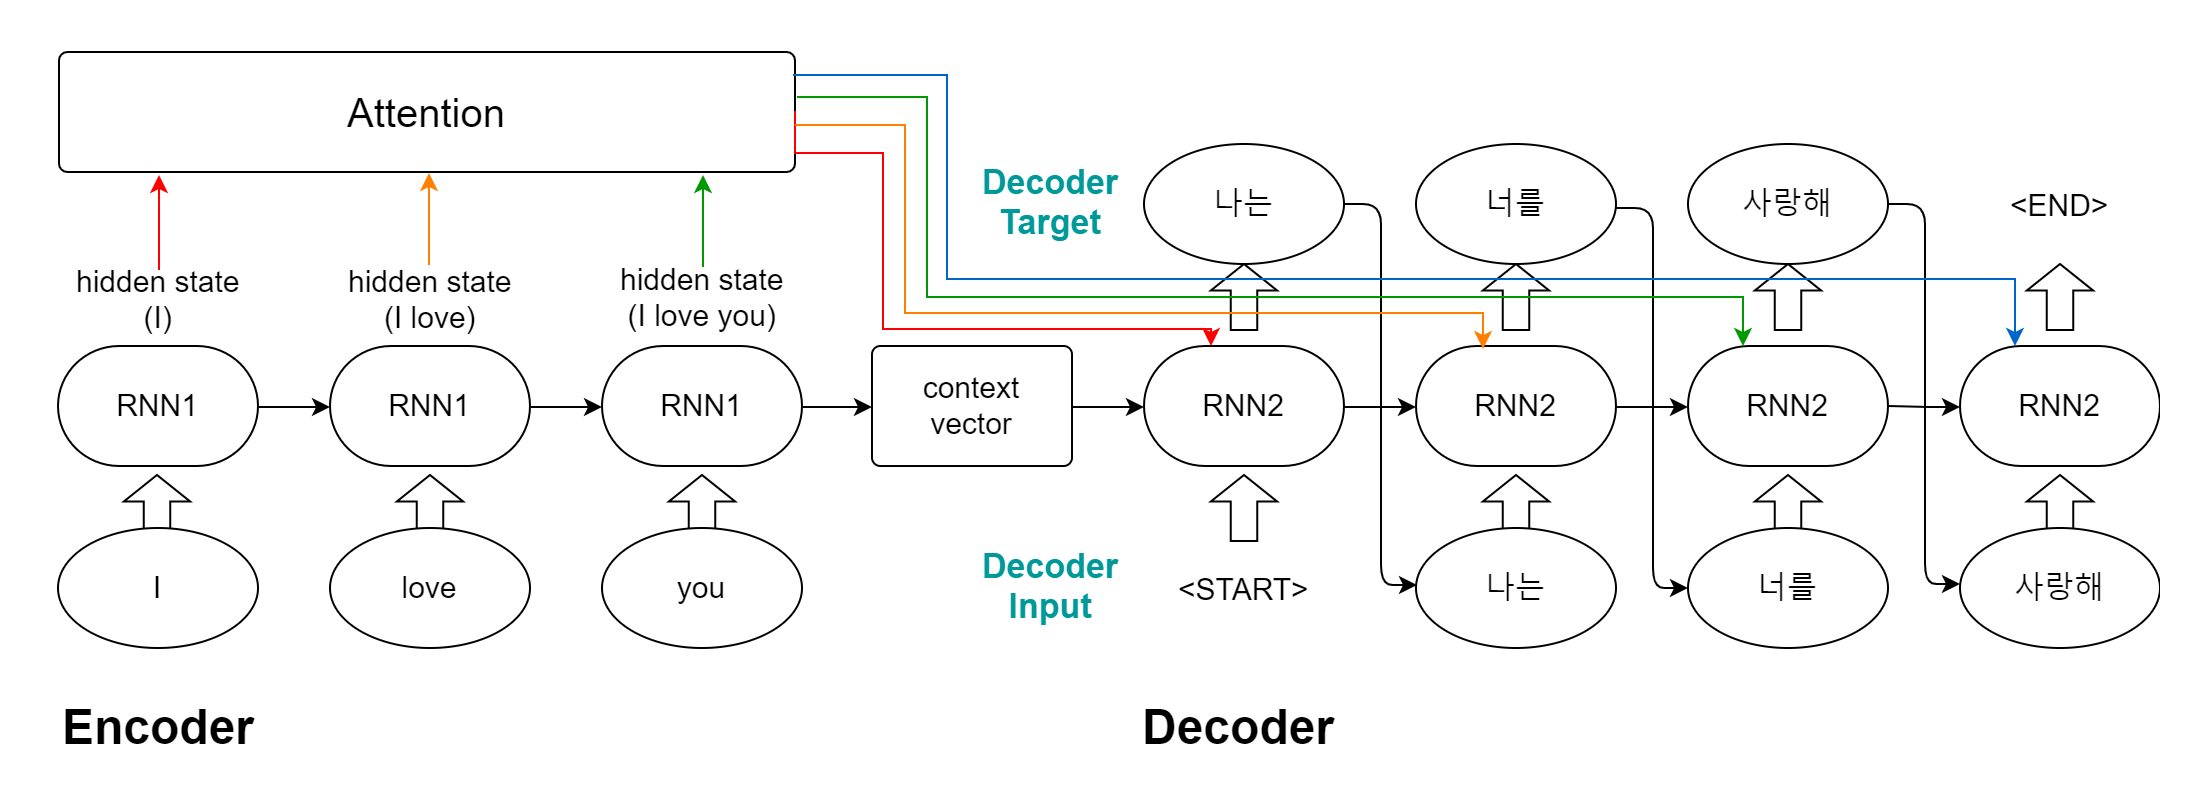 Attention
Decoder
Target
나는
너를
사랑해
<END>
hidden state
(I)
hidden state
(I love)
hidden state
(I love you)
RNN1
RNN1
RNN1
context
vector
RNN2
RNN2
RNN2
RNN2
I
love
you
Decoder
Input
<START>
나는
너를
사랑해
Encoder
Decoder